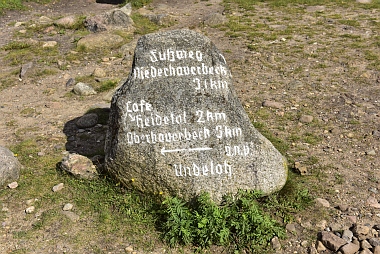 Fußweg
Niederhaverbeck
3 km
Cafe
"Heidetal 2 km
Oberhaverbeck 3 km
Undeloh